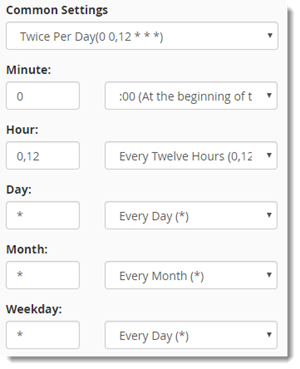 Common Settings
Twice Per Day(0 0,12 * * *)
Minute:
0 :00 (At the beginning of t
Hour:
0,12 Every Twelve Hours (0,12
Day:
* Every Day (*)
Month:
* Every Month (*)
Weekday:
* Every Day (*)